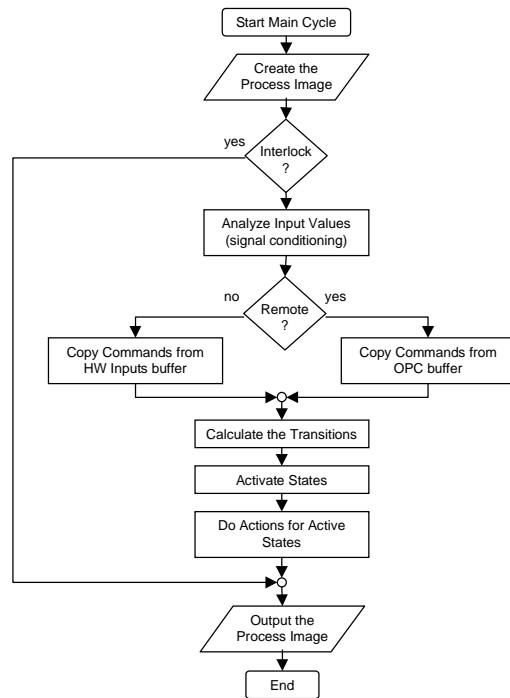 Start Main Cycle
Create the
Process Image
yes
Interlock
?
Analyze Input Values
(signal conditioning)
no
Remote
?
yes
Copy Commands from
HW Inputs buffer
Copy Commands from
OPC buffer
Calculate the Transitions
Activate States
Do Actions for Active
States
Output the
Process Image
End